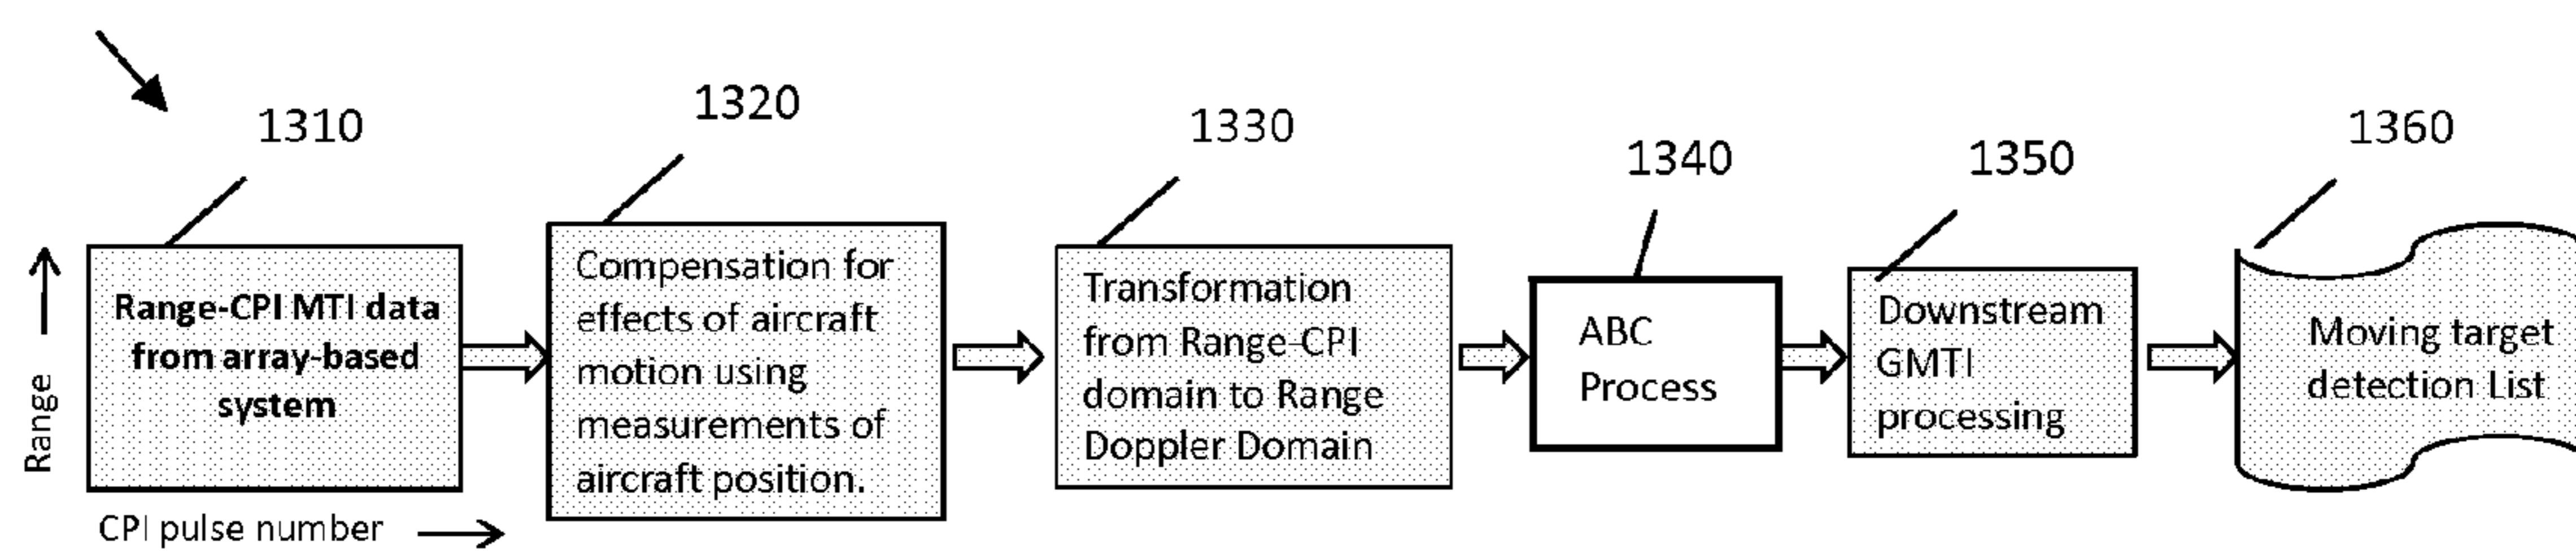 1310
1320
1330
1340
1350
1360
Range
Range-CPI MTI data
from array-based
system
CPI pulse number
Compensation for
effects of aircraft
motion using
measurements of
aircraft position.
Transformation
from Range-CPI
domain to Range
Doppler Domain
ABC
Process
Downstream
GMTI
processing
Moving target
detection List